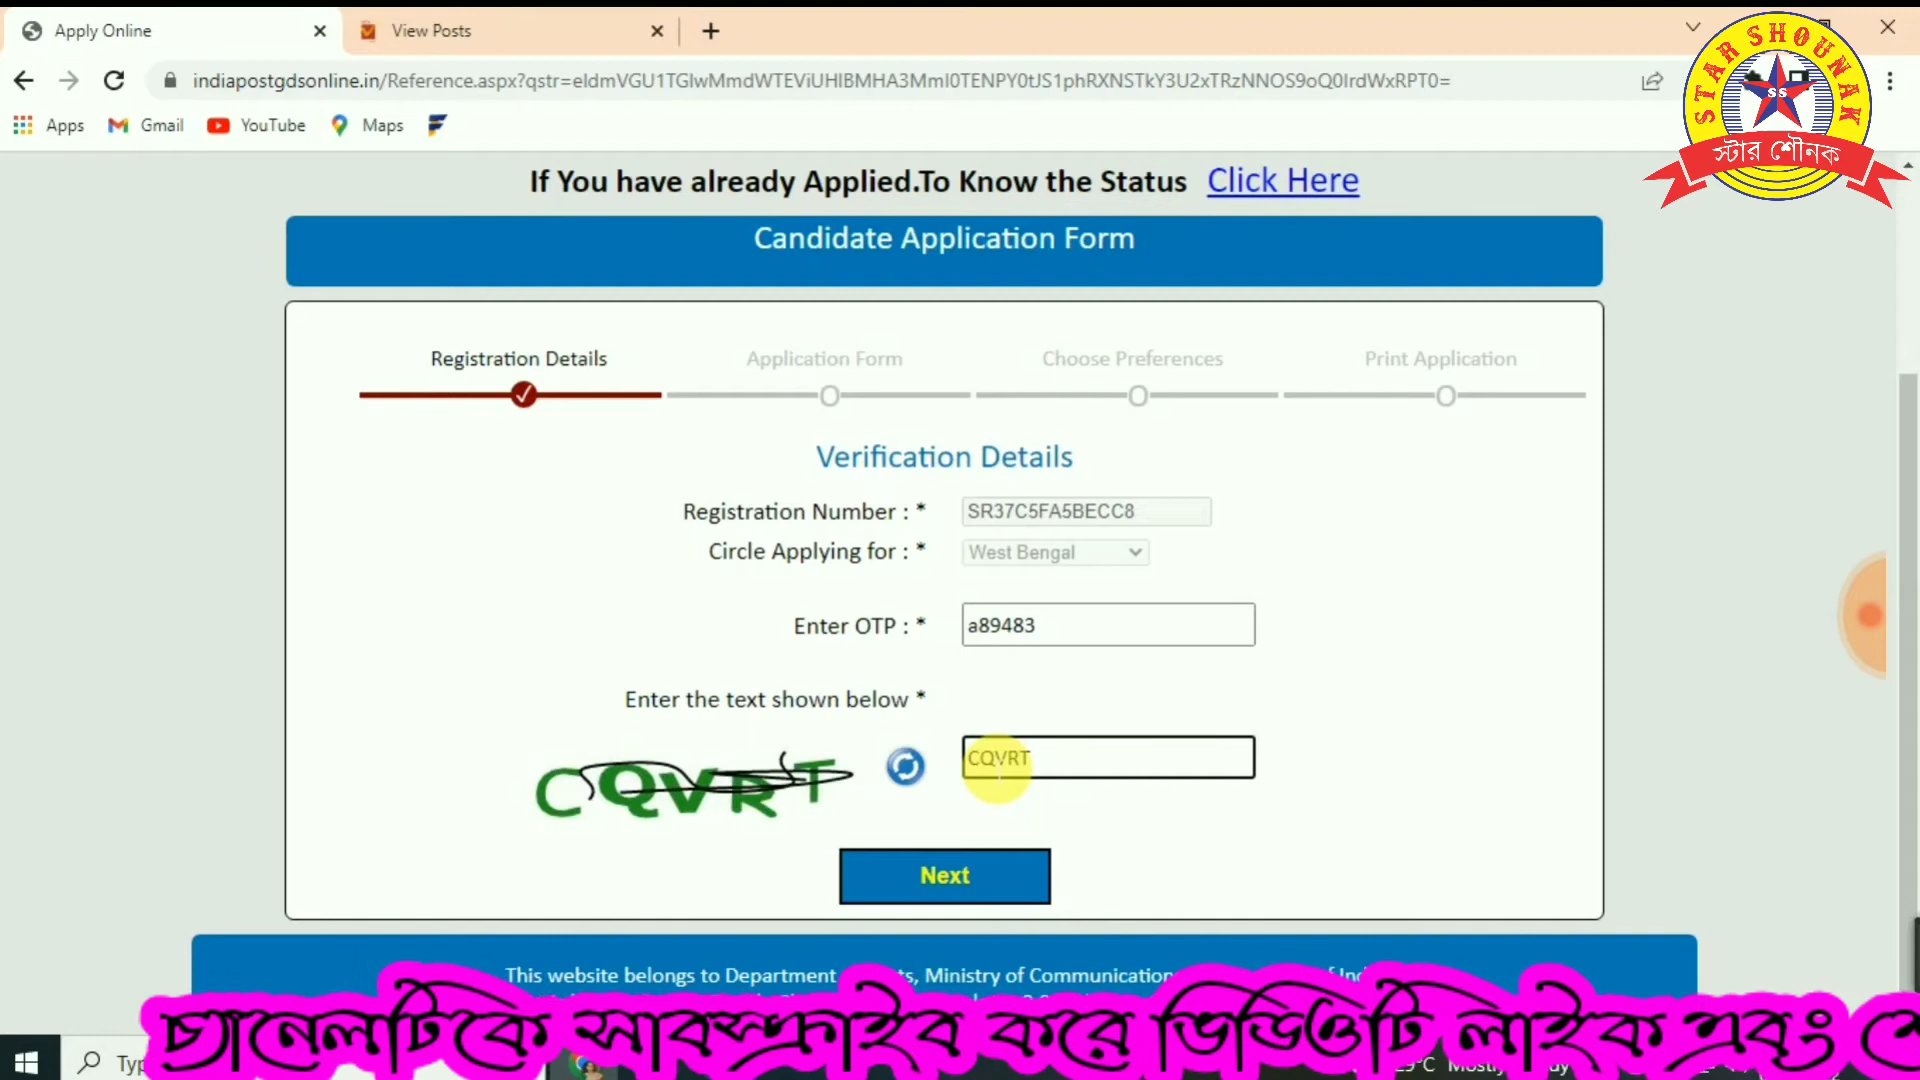 Apply Online
View Posts
indiapostgdsonline.in/Reference.aspx?qstr=eIdmVGU1TGlwMmdWTEViUHlBMHA3Mml0TENPY0tJS1phRXNSTkY3U2xTRzNNOS9oQ0IrdWxRPT0=
Apps Gmail YouTube Maps
STAR SHOUNAK
SS
স্টার শৌনক
If You have already Applied.To Know the Status Click Here
Candidate Application Form
Registration Details Application Form Choose Preferences Print Application
Verification Details
Registration Number : * SR37C5FA5BECC8
Circle Applying for : * West Bengal
Enter OTP : * a89483
Enter the text shown below *
CQVRT CQVRT
Next
This website belongs to Department Ministry of
চ্যানেলটিকে সাবস্ক্রাইব করে ভিডিওটি লাইক এবং